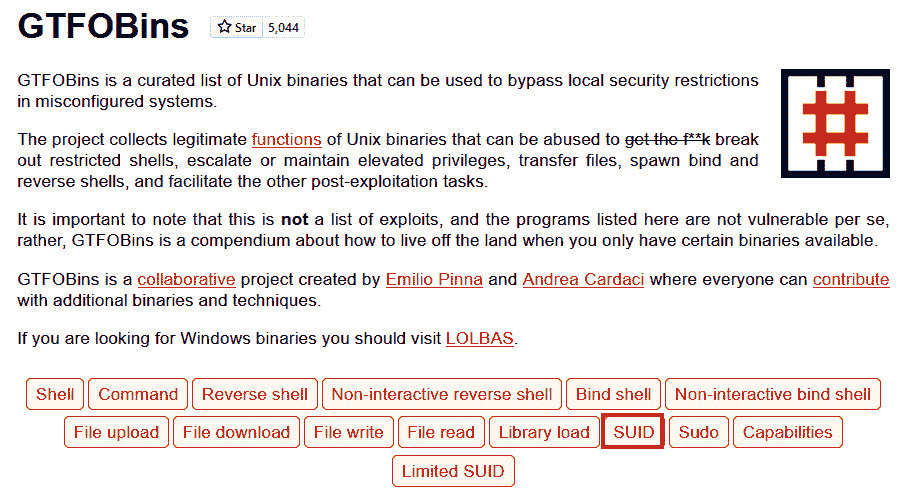 GTFOBins Star 5,044
GTFOBins is a curated list of Unix binaries that can be used to bypass local security restrictions
in misconfigured systems.
The project collects legitimate functions of Unix binaries that can be abused to get the f**k break
out restricted shells, escalate or maintain elevated privileges, transfer files, spawn bind and
reverse shells, and facilitate the other post-exploitation tasks.
It is important to note that this is not a list of exploits, and the programs listed here are not vulnerable per se,
rather, GTFOBins is a compendium about how to live off the land when you only have certain binaries available.
GTFOBins is a collaborative project created by Emilio Pinna and Andrea Cardaci where everyone can contribute
with additional binaries and techniques.
If you are looking for Windows binaries you should visit LOLBAS.
Shell Command Reverse shell Non-interactive reverse shell Bind shell Non-interactive bind shell
File upload File download File write File read Library load SUID Sudo Capabilities
Limited SUID